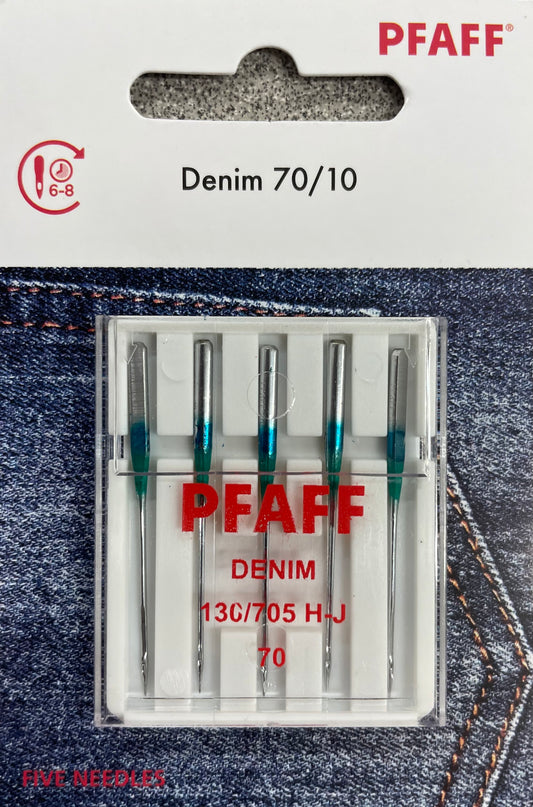 PFAFF®
6-8
Denim 70/10
PFAFF
DENIM
130/705 H-J
70
FIVE NEEDLES